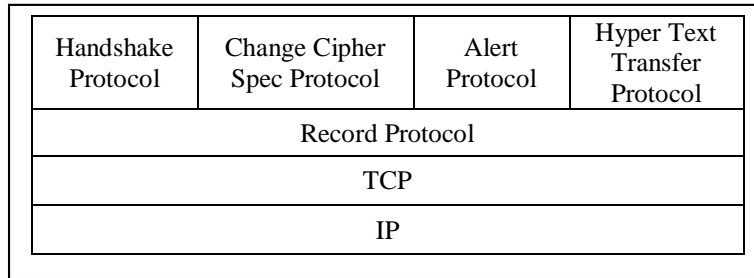 Handshake
Protocol
Change Cipher
Spec Protocol
Alert
Protocol
Hyper Text
Transfer
Protocol
Record Protocol
TCP
IP